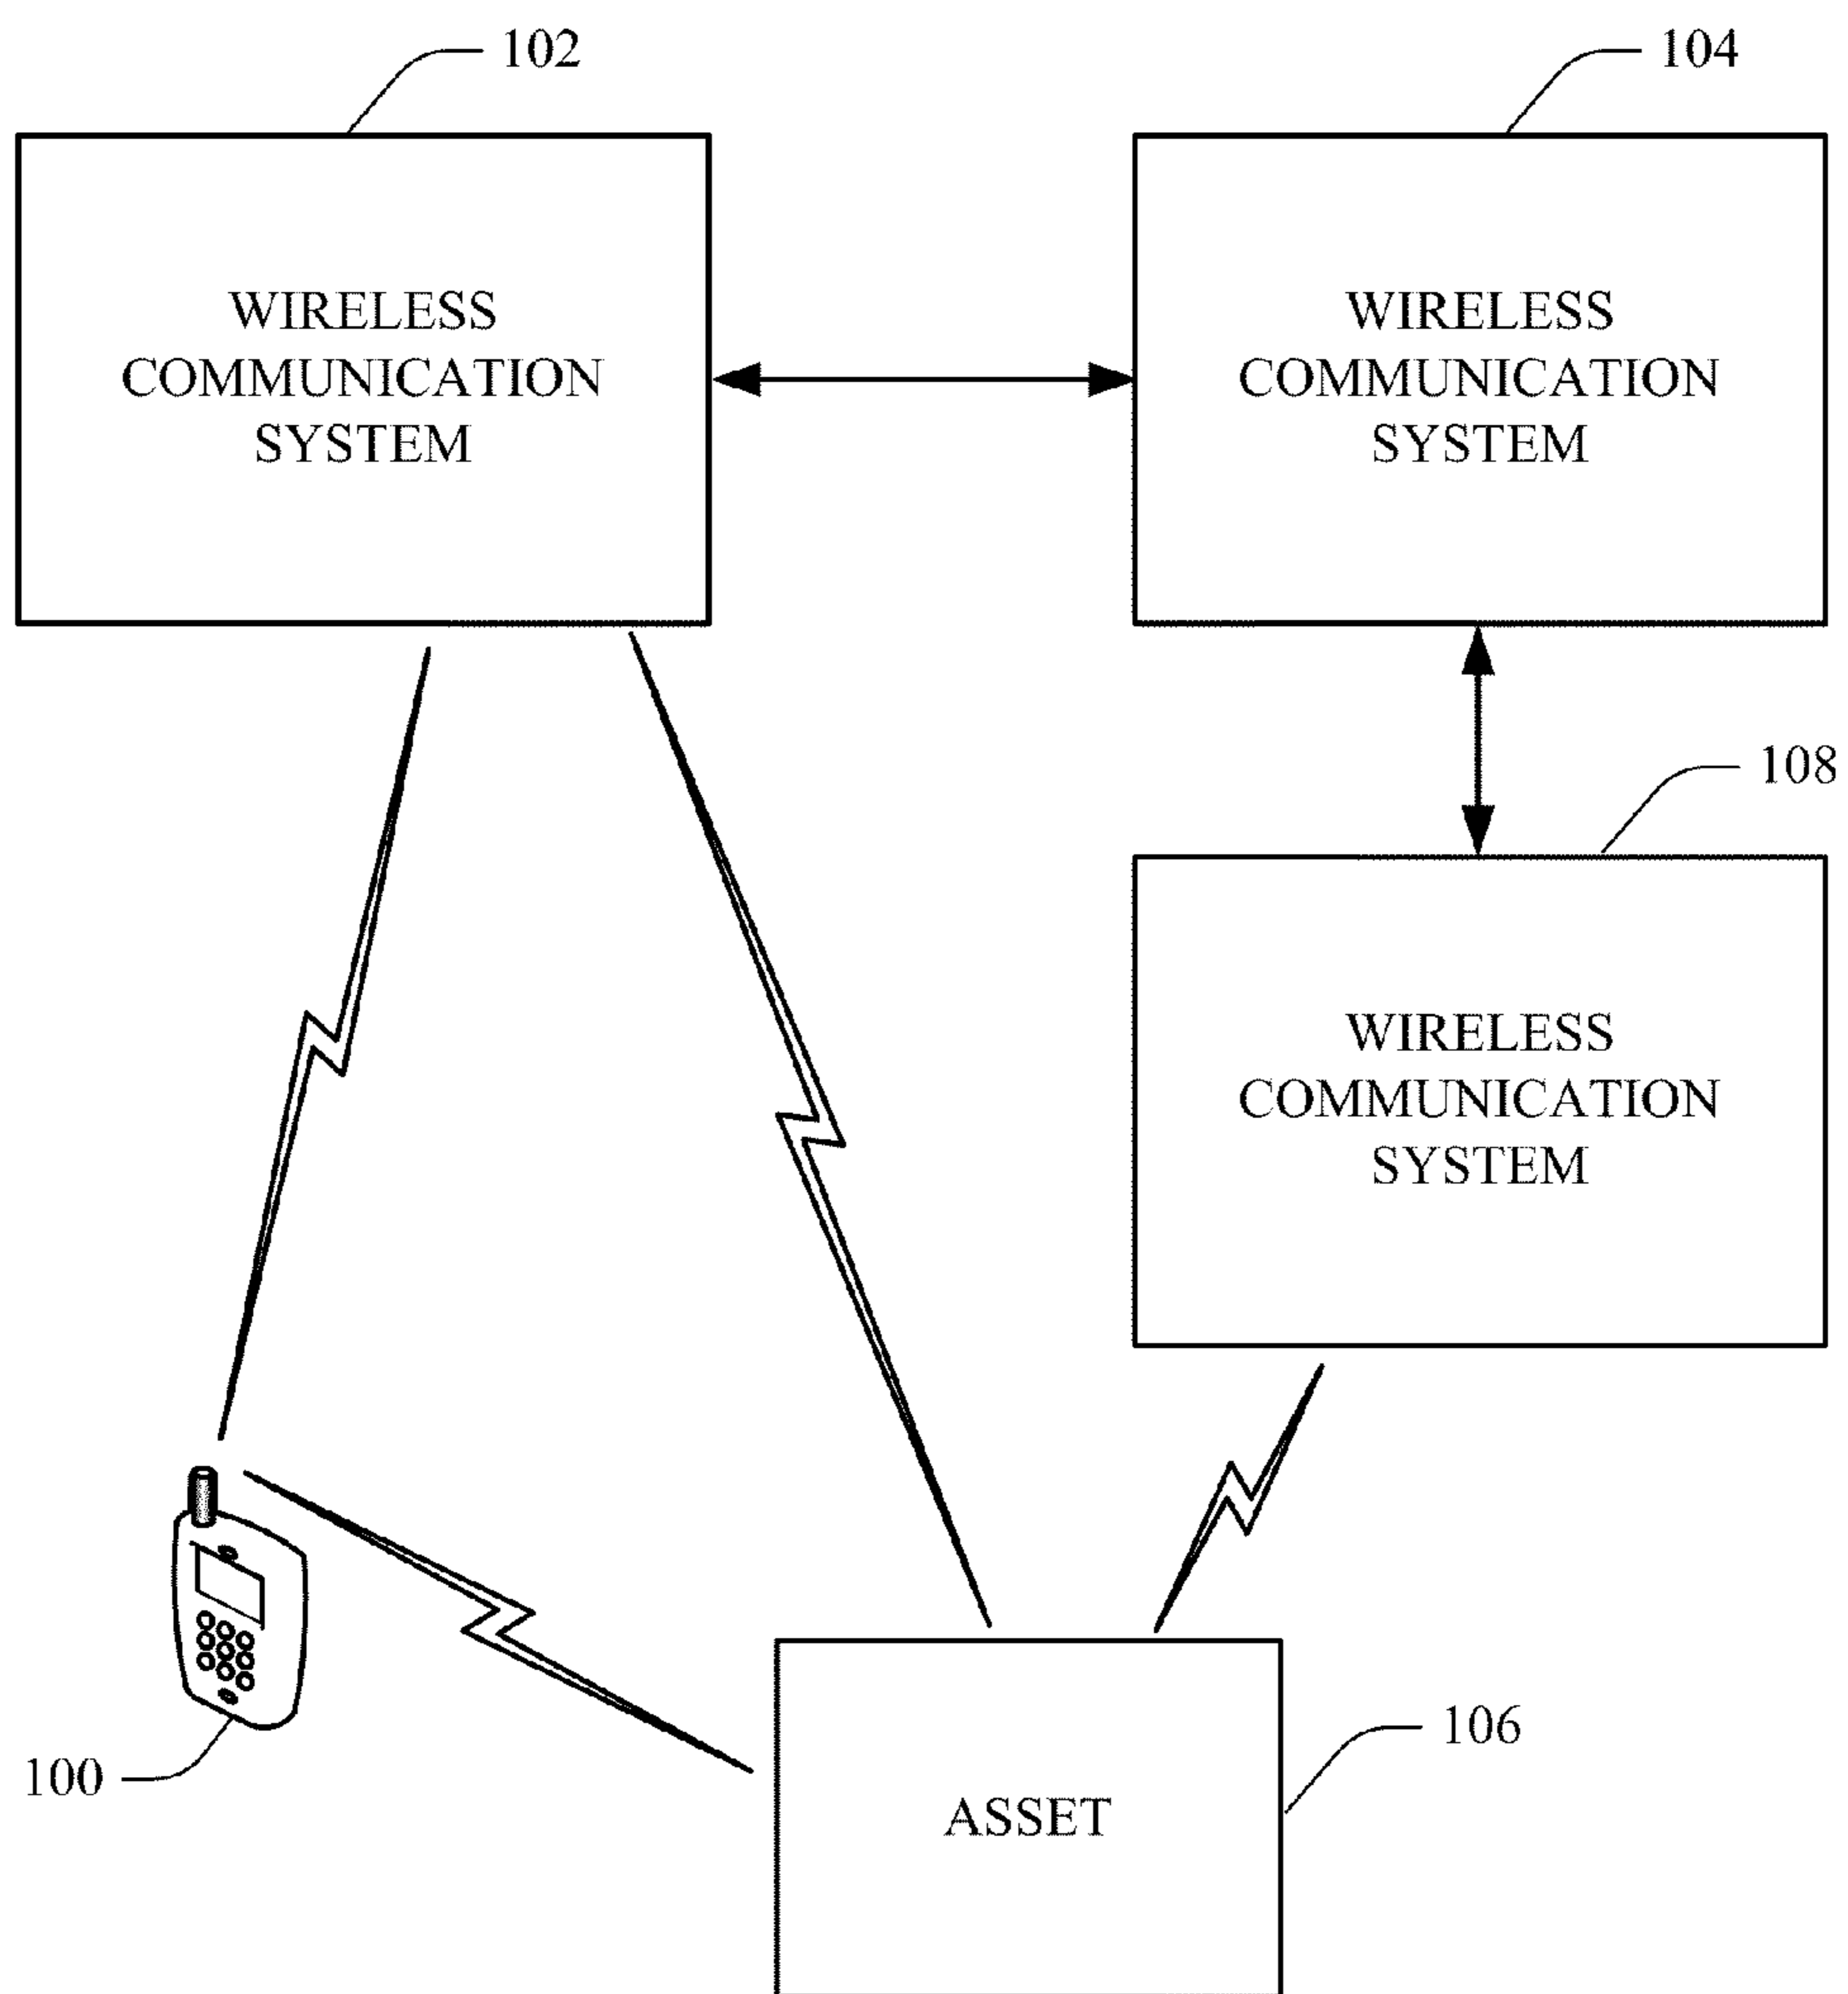 102
104
WIRELESS
COMMUNICATION
SYSTEM
WIRELESS
COMMUNICATION
SYSTEM
108
WIRELESS
COMMUNICATION
SYSTEM
106
100
ASSET